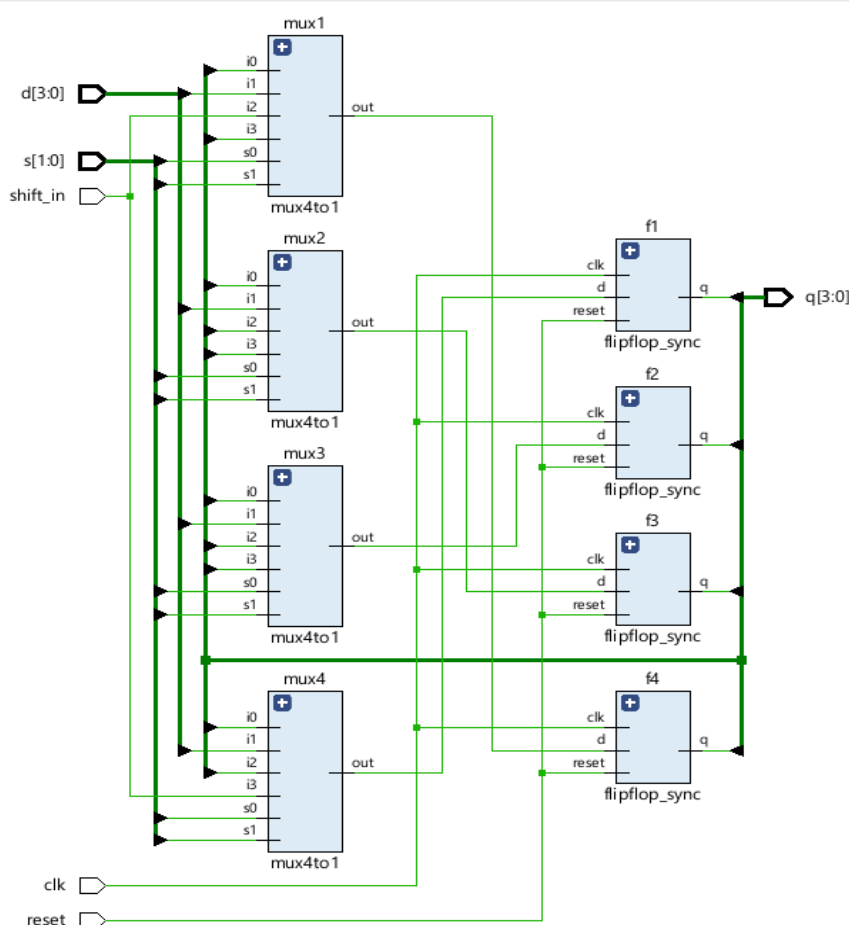 mux1
i0
i1
i2
i3
s0
s1
out
mux4to1
d[3:0]
s[1:0]
shift_in
mux2
i0
i1
i2
i3
s0
s1
out
mux4to1
mux3
i0
i1
i2
i3
s0
s1
out
mux4to1
mux4
i0
i1
i2
i3
s0
s1
out
mux4to1
clk
reset
f1
clk
d
reset
q
flipflop_sync
q[3:0]
f2
clk
d
reset
q
flipflop_sync
f3
clk
d
reset
q
flipflop_sync
f4
clk
d
reset
q
flipflop_sync